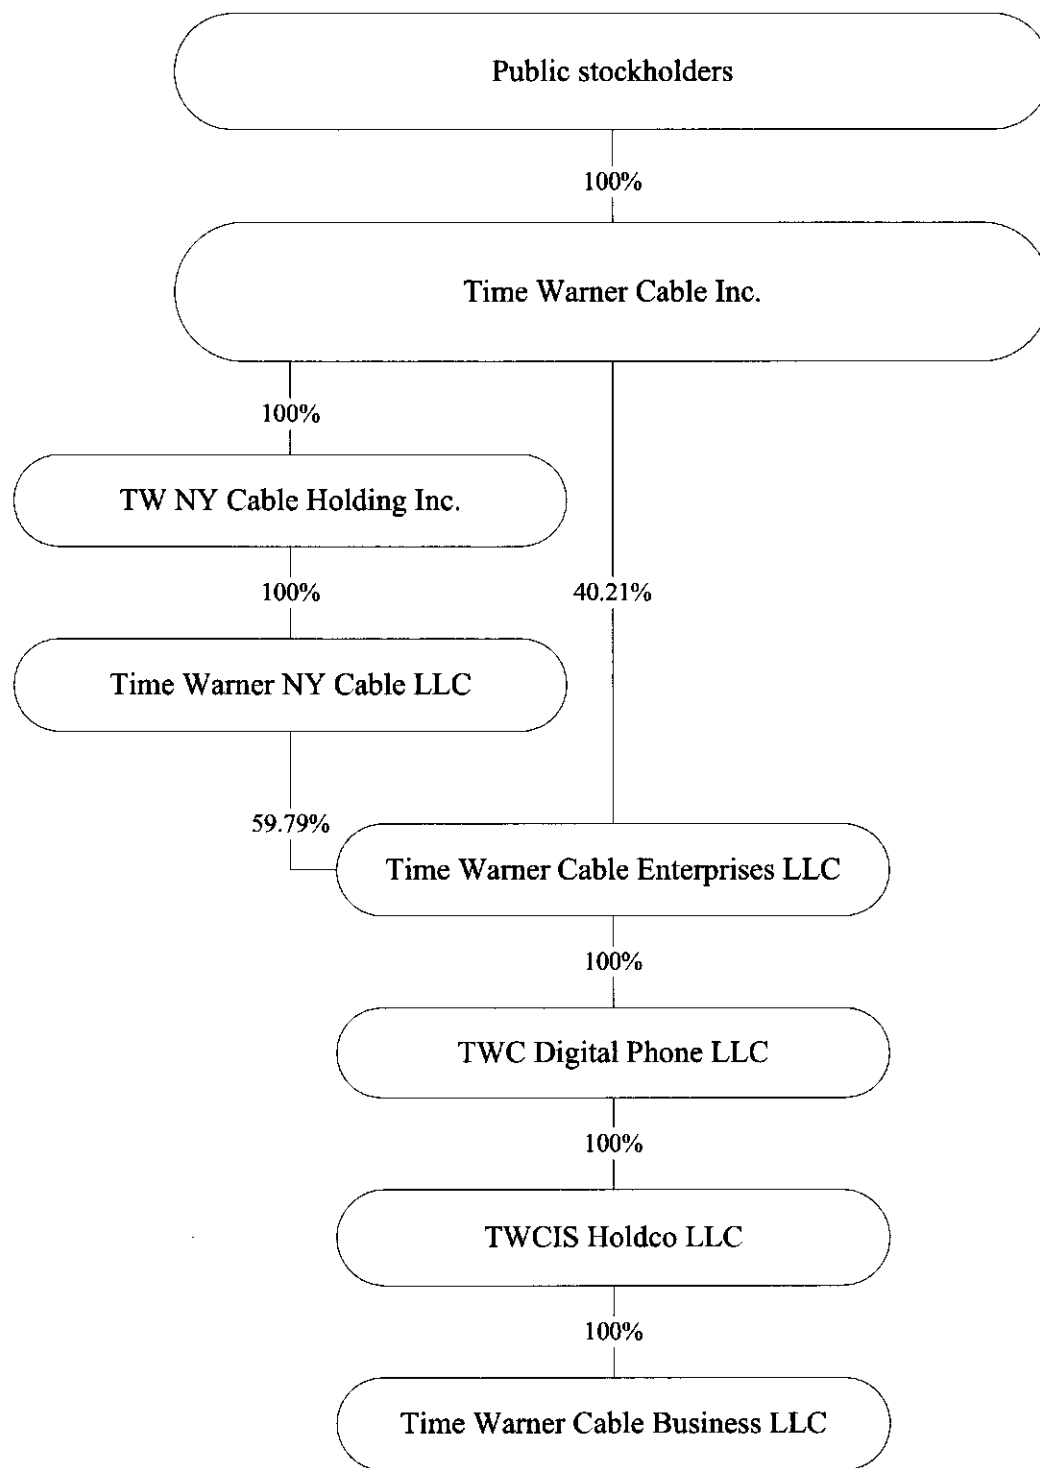 Public stockholders
100%
Time Warner Cable Inc.
100%
TW NY Cable Holding Inc.
100%
40.21%
Time Warner NY Cable LLC
59.79%
Time Warner Cable Enterprises LLC
100%
TWC Digital Phone LLC
100%
TWCIS Holdco LLC
100%
Time Warner Cable Business LLC